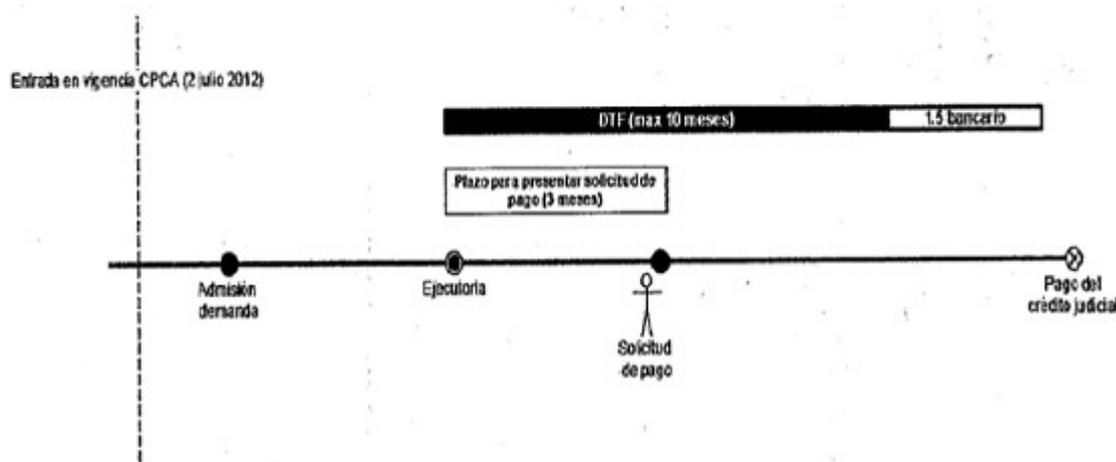 Entrada en vigencia CPCA (2 julio 2012)
DTF (max 10 meses)
1.5 bancario
Plazo para presentar solicitud de
pago (3 meses)
Admisión
demanda
Ejecutoria
Solicitud
de pago
Pago del
crédito judicial